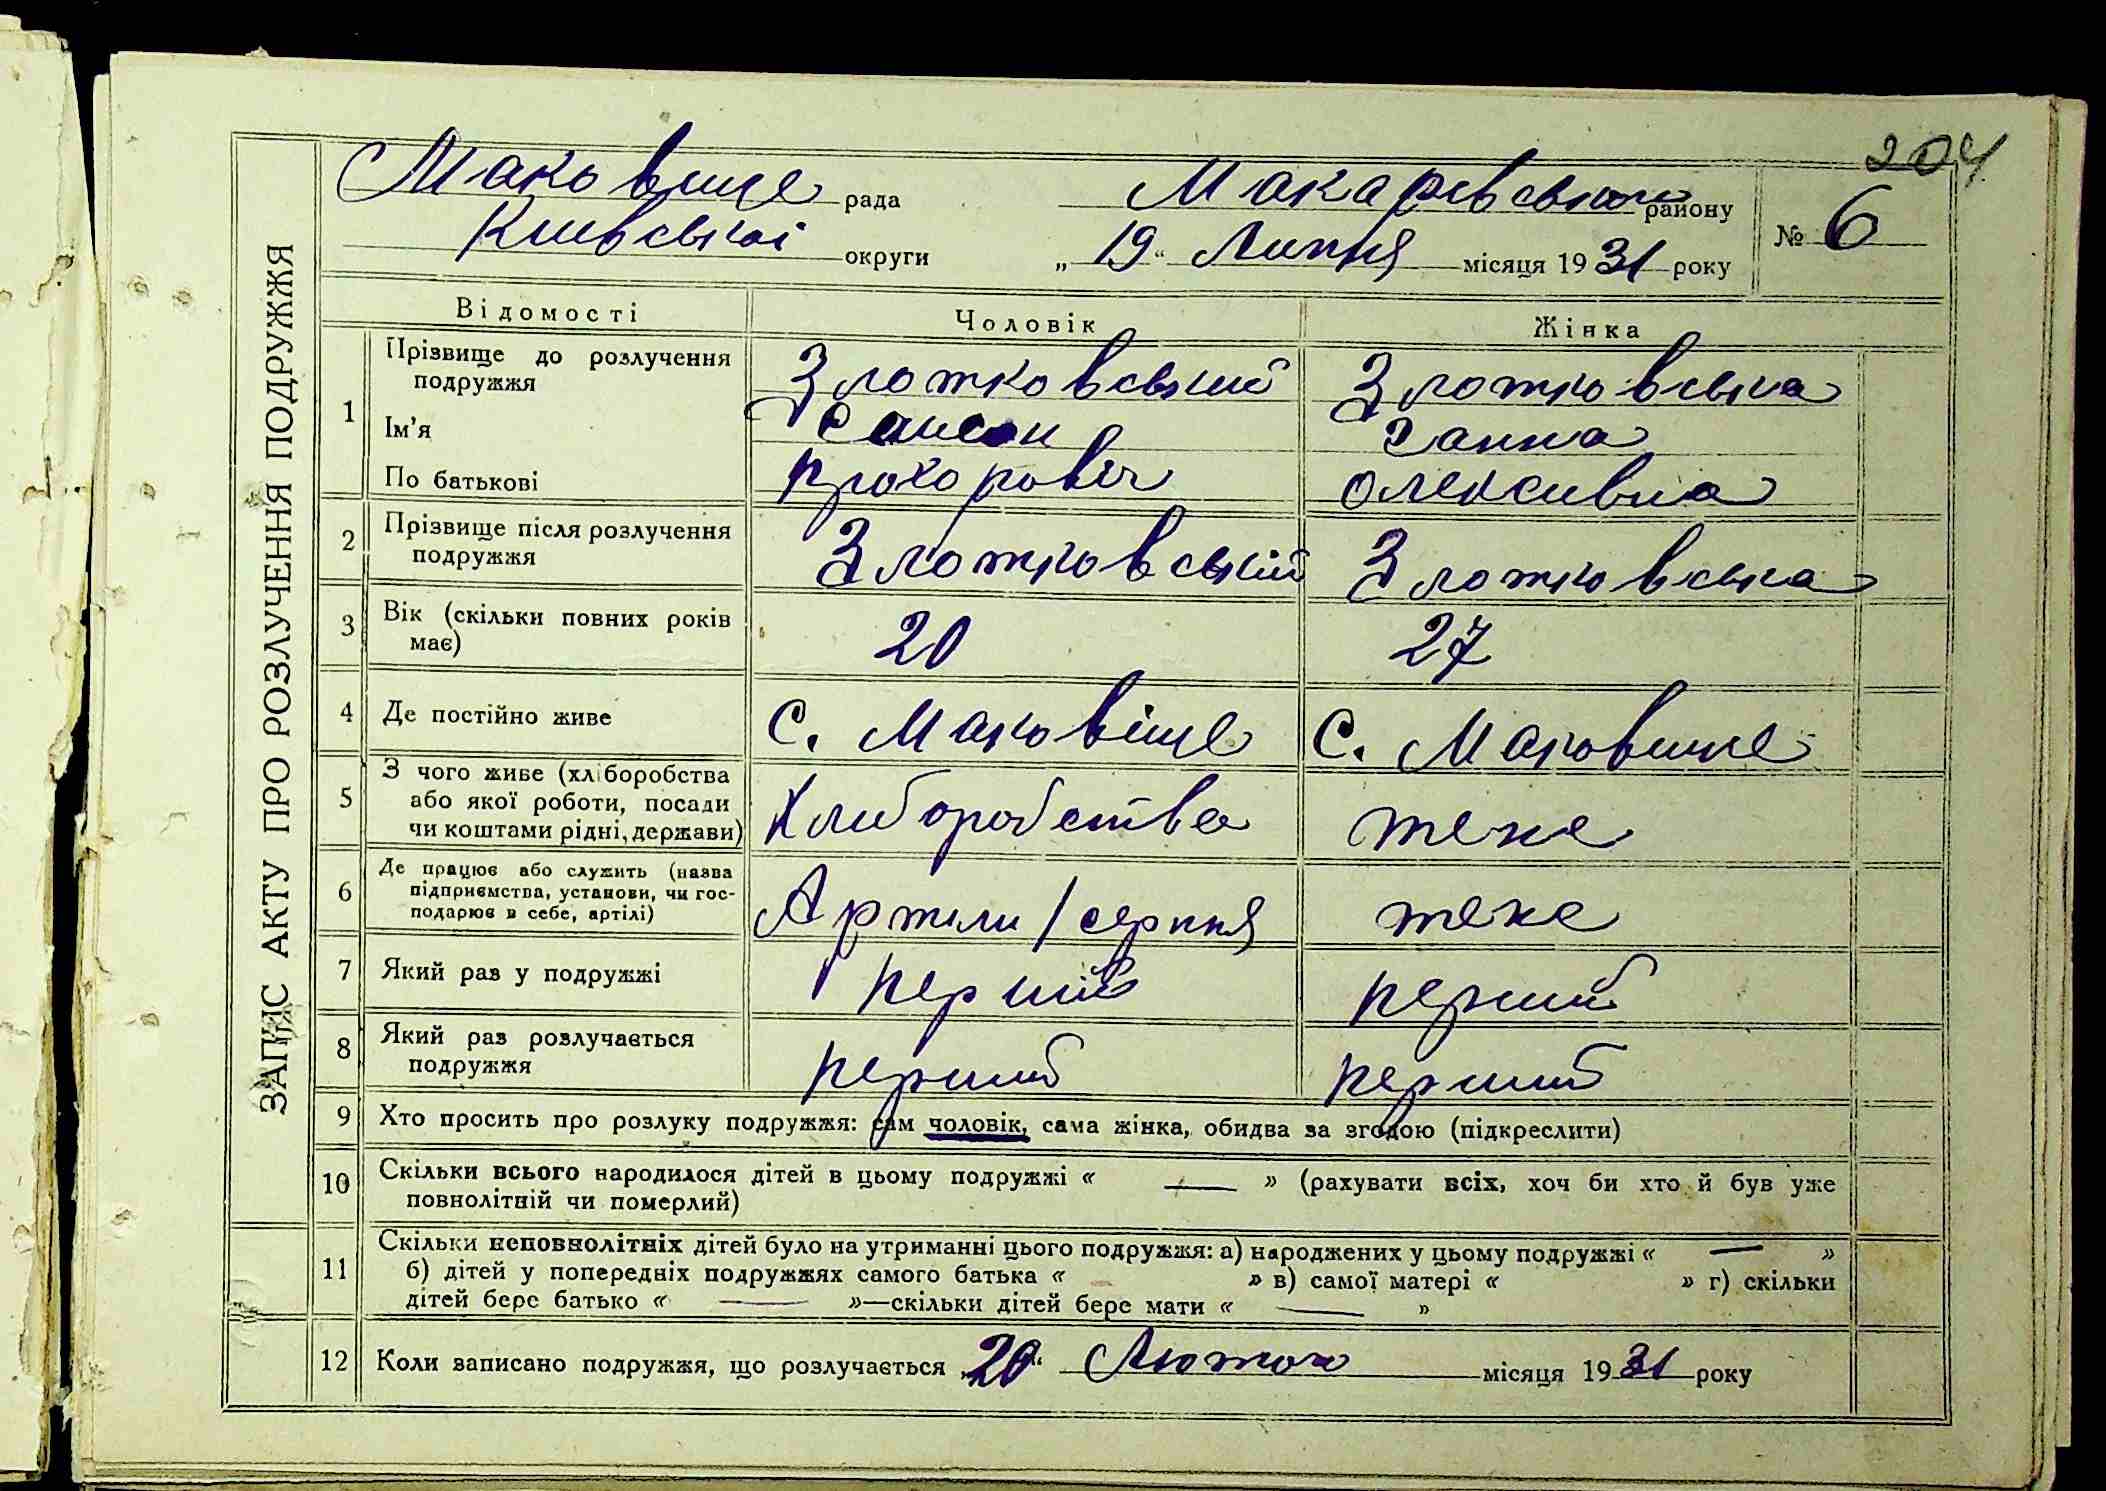 204
ЗАПИС АКТУ ПРО РОЗЛУЧЕННЯ ПОДРУЖЖЯ
Маковище рада Макарівського району
Київської округи „19“ Липня місяця 1931 року
№ 6
Відомості Чоловік Жінка
1 Прізвище до розлучення подружжя Злотковський Злотковська
Ім'я Самсон Ганна
По батькові Прохорович Олексивна
2 Прізвище після розлучення подружжя Злотковський Злотковська
3 Вік (скільки повних років має) 20 27
4 Де постійно живе С. Маковіще С. Маковище
5 З чого живе (хліборобства або якої роботи, посади чи коштами рідні, держави) Хлиборобства теже
6 Де працює або служить (назва підприємства, установи, чи господарює в себе, артілі) Артили 1 серпня теже
7 Який раз у подружжі перший перший
8 Який раз розлучається подружжя перший перший
9 Хто просить про розлуку подружжя: сам чоловік, сама жінка, обидва за згодою (підкреслити)
10 Скільки всього народилося дітей в цьому подружжі « — » (рахувати всіх, хоч би хто й був уже
повнолітній чи померлий)
11 Скільки неповнолітніх дітей було на утриманні цього подружжя: а) народжених у цьому подружжі « — »
б) дітей у попередніх подружжях самого батька « » в) самої матері « » г) скільки
дітей бере батько « — »—скільки дітей бере мати « — »
12 Коли записано подружжя, що розлучається „20“ Лютого місяця 1931 року